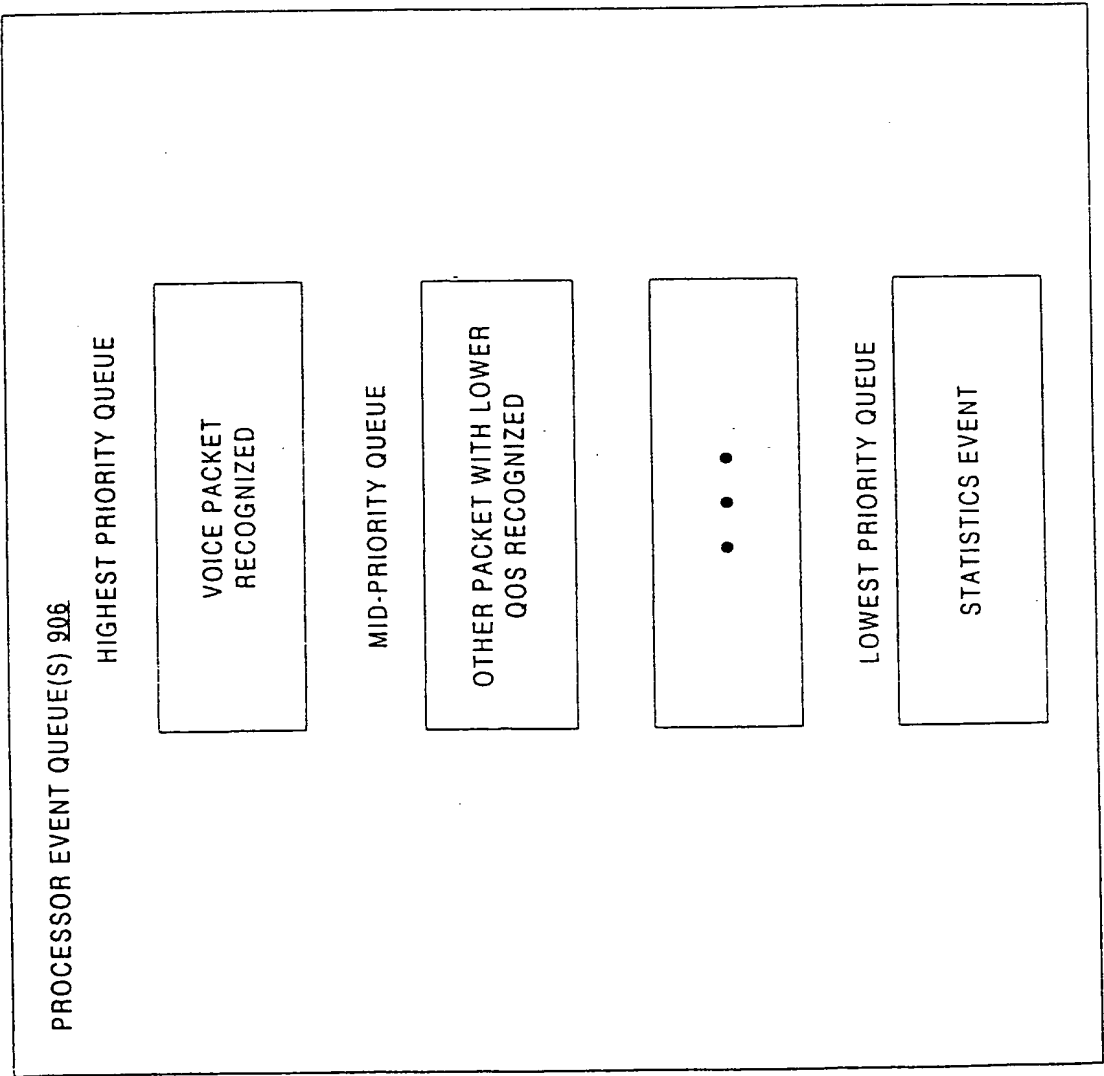 PROCESSOR EVENT QUEUE(S) 906
HIGHEST PRIORITY QUEUE
VOICE PACKET
RECOGNIZED
MID-PRIORITY QUEUE
OTHER PACKET WITH LOWER
QOS RECOGNIZED
• • •
LOWEST PRIORITY QUEUE
STATISTICS EVENT